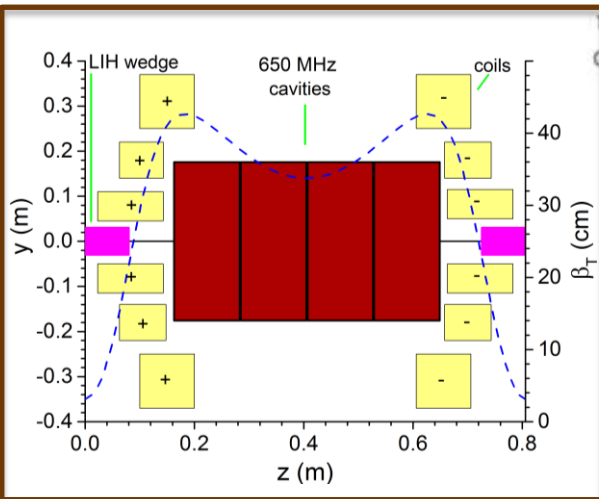 LIH wedge
650 MHz
cavities
coils
0.4
0.3
0.2
0.1
0.0
-0.1
-0.2
-0.3
-0.4
y (m)
+ -
+ -
+ -
+ -
+ -
+ -
40
30
20
10
0
β_T (cm)
0.0 0.2 0.4 0.6 0.8
z (m)